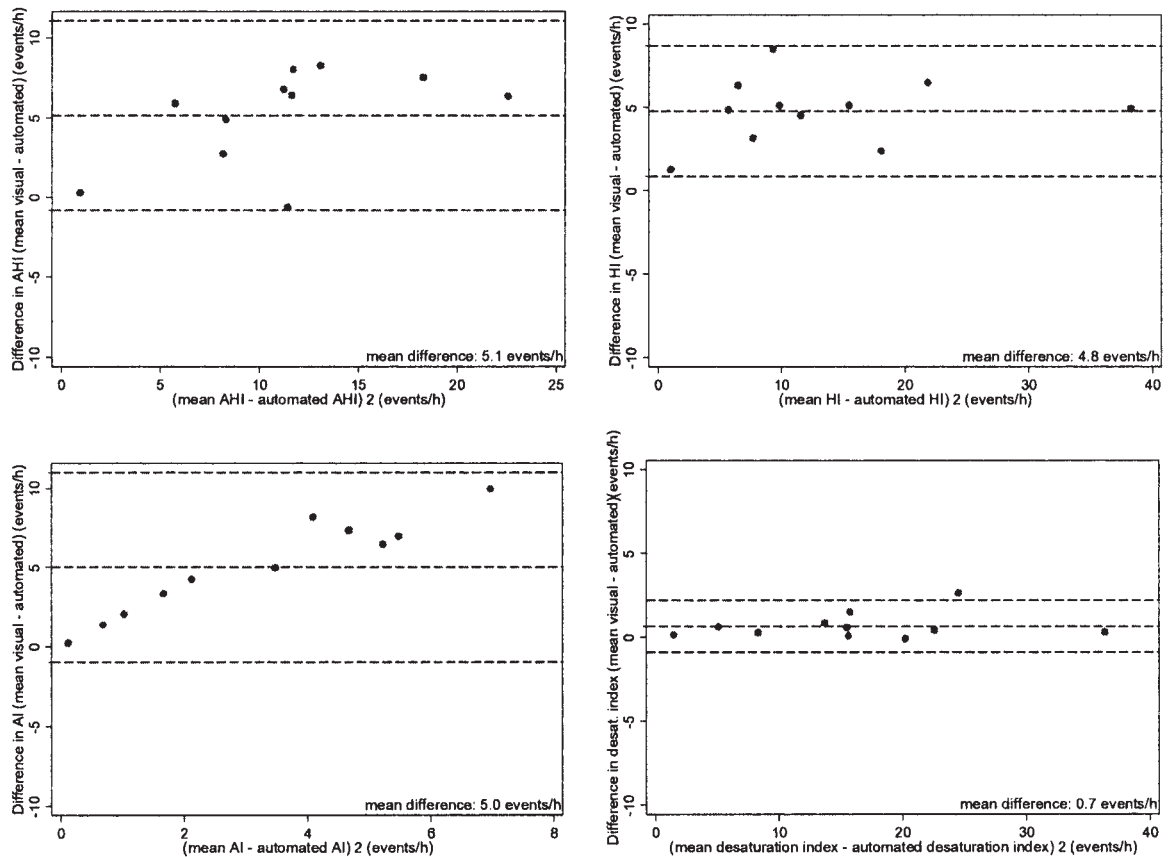 Difference in AHI (mean visual - automated) (events/h)
10
5
0
-5
-10
mean difference: 5.1 events/h
0 5 10 15 20 25
(mean AHI - automated AHI) 2 (events/h)
Difference in HI (mean visual - automated) (events/h)
10
5
0
-5
-10
mean difference: 4.8 events/h
0 10 20 30 40
(mean HI - automated HI) 2 (events/h)
Difference in AI (mean visual - automated) (events/h)
10
5
0
-5
-10
mean difference: 5.0 events/h
0 2 4 6 8
(mean AI - automated AI) 2 (events/h)
Difference in desat. index (mean visual - automated)(events/h)
10
5
0
-5
-10
mean difference: 0.7 events/h
0 10 20 30 40
(mean desaturation index - automated desaturation index) 2 (events/h)